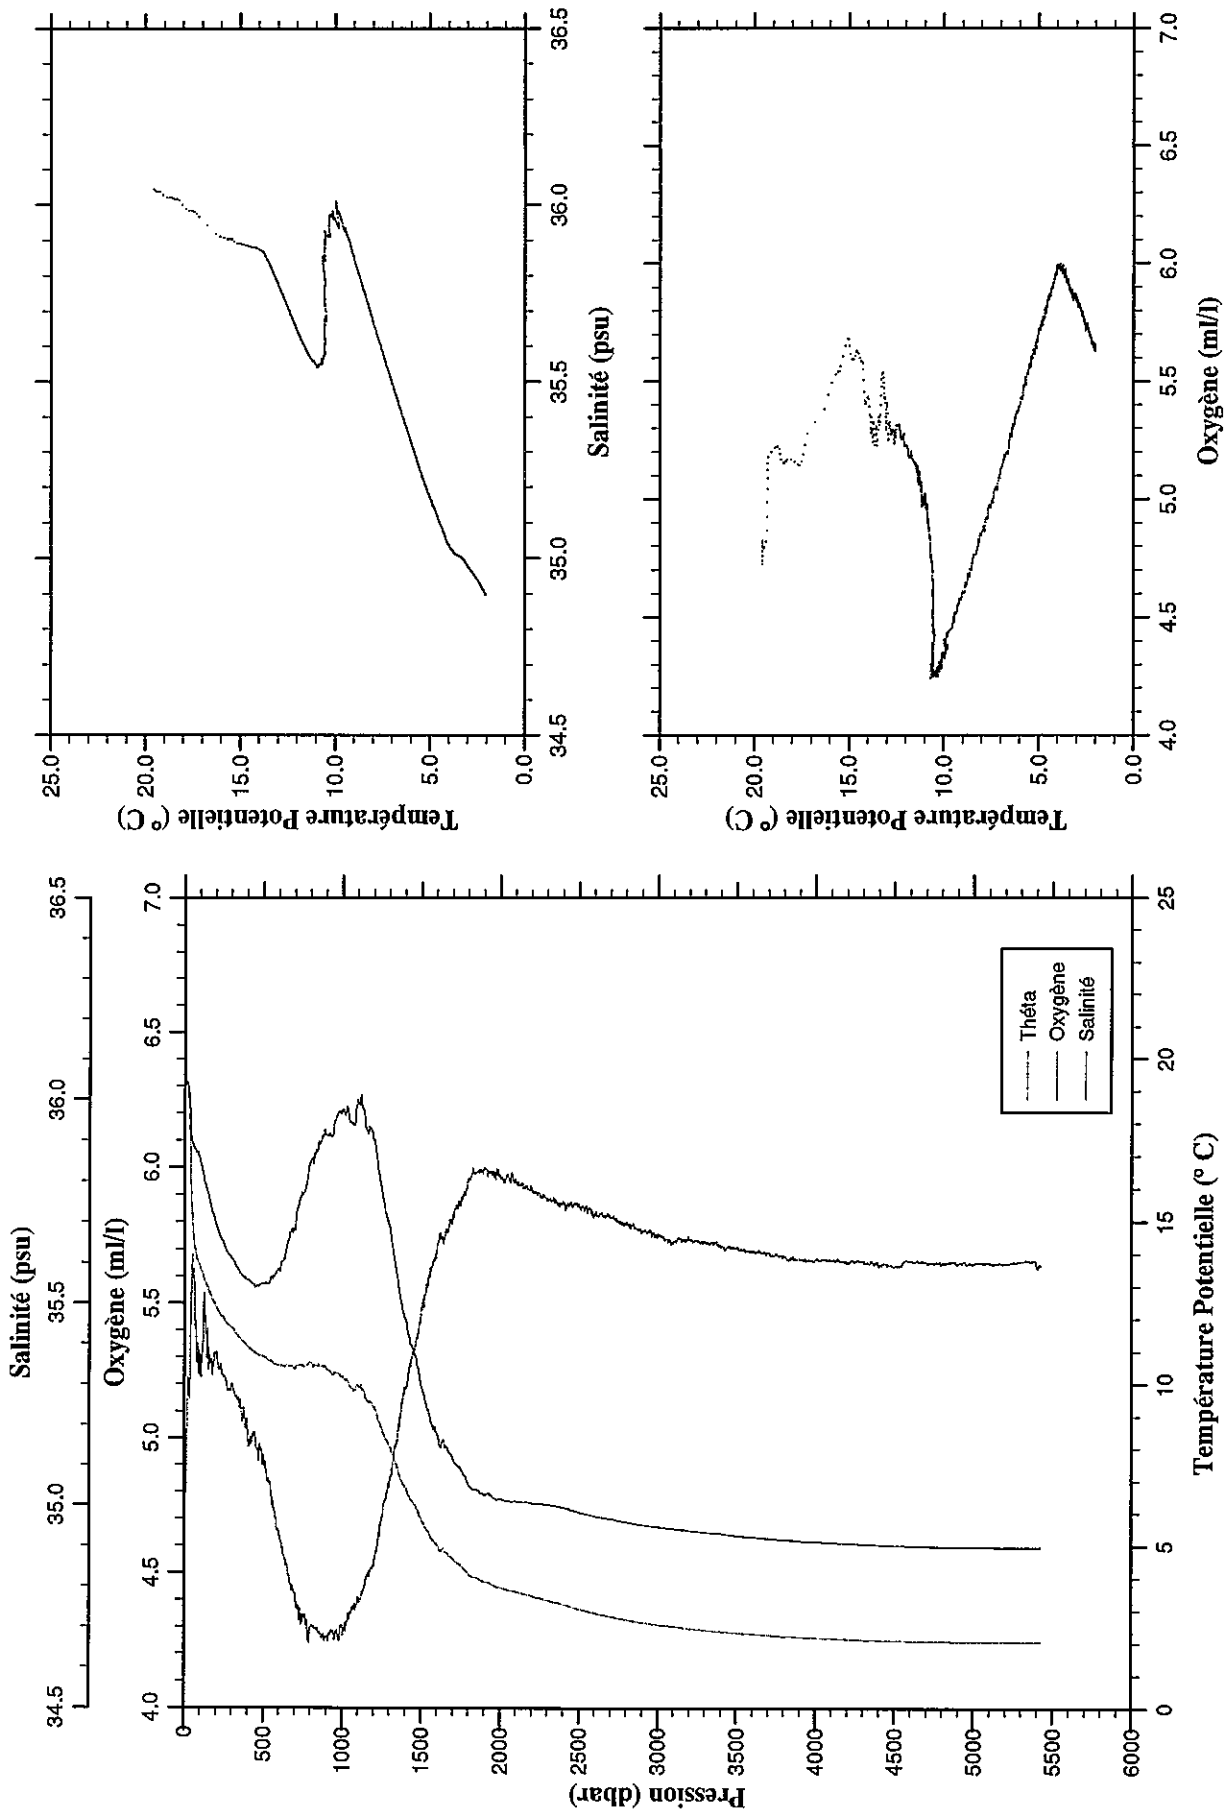 Salinité (psu)
34.5 35.0 35.5 36.0 36.5
Oxygène (ml/l)
4.0 4.5 5.0 5.5 6.0 6.5 7.0
Pression (dbar)
0
500
1000
1500
2000
2500
3000
3500
4000
4500
5000
5500
6000
Théta
Oxygène
Salinité
0 5 10 15 20 25
Température Potentielle (° C)
Température Potentielle (° C)
25.0
20.0
15.0
10.0
5.0
0.0
34.5 35.0 35.5 36.0 36.5
Salinité (psu)
Température Potentielle (° C)
25.0
20.0
15.0
10.0
5.0
0.0
4.0 4.5 5.0 5.5 6.0 6.5 7.0
Oxygène (ml/l)